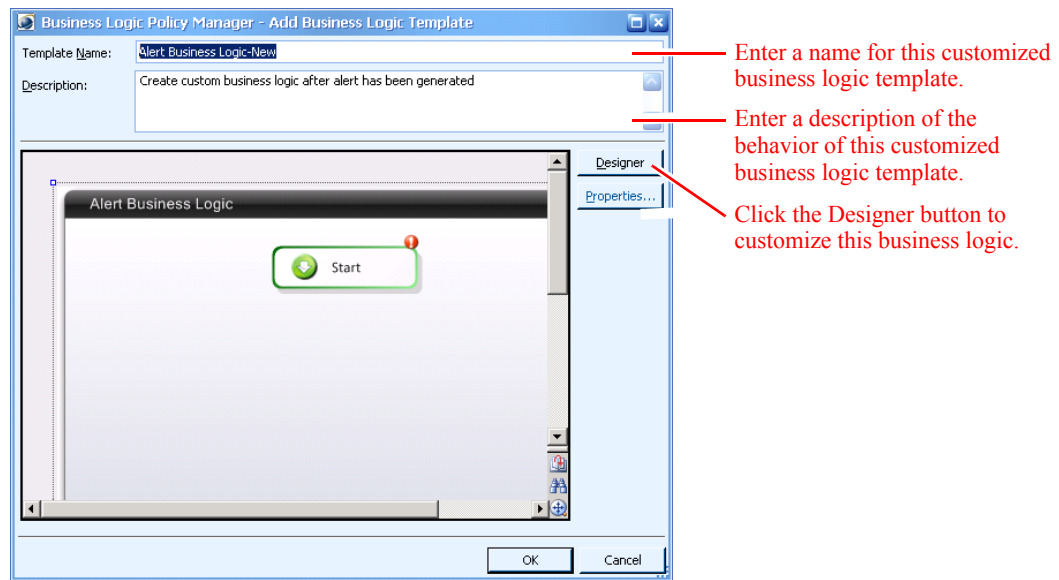 Business Logic Policy Manager - Add Business Logic Template
Template Name:
Alert Business Logic-New
Description:
Create custom business logic after alert has been generated
Designer
Properties...
Alert Business Logic
Start
OK
Cancel
Enter a name for this customized
business logic template.
Enter a description of the
behavior of this customized
business logic template.
Click the Designer button to
customize this business logic.